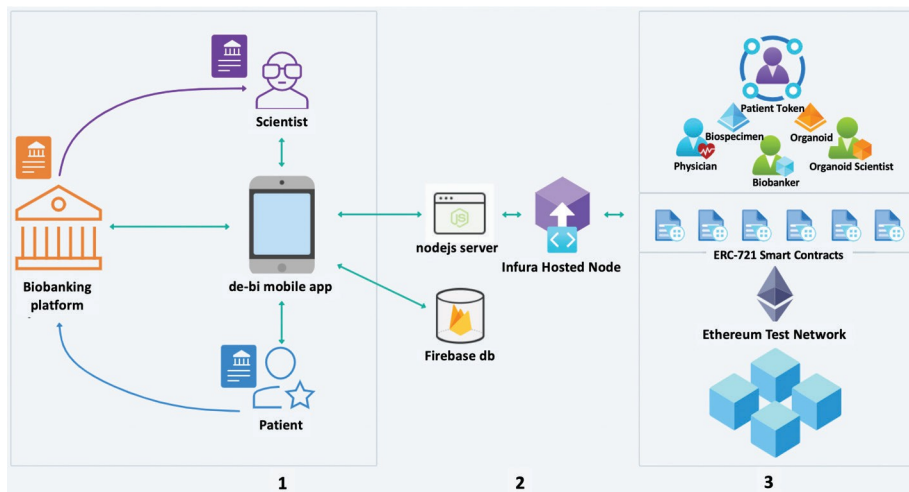 Scientist
Biobanking
platform
de-bi mobile app
Patient
1
JS
nodejs server
Infura Hosted Node
Firebase db
2
Patient Token
Biospecimen
Organoid
Physician
Biobanker
Organoid Scientist
ERC-721 Smart Contracts
Ethereum Test Network
3